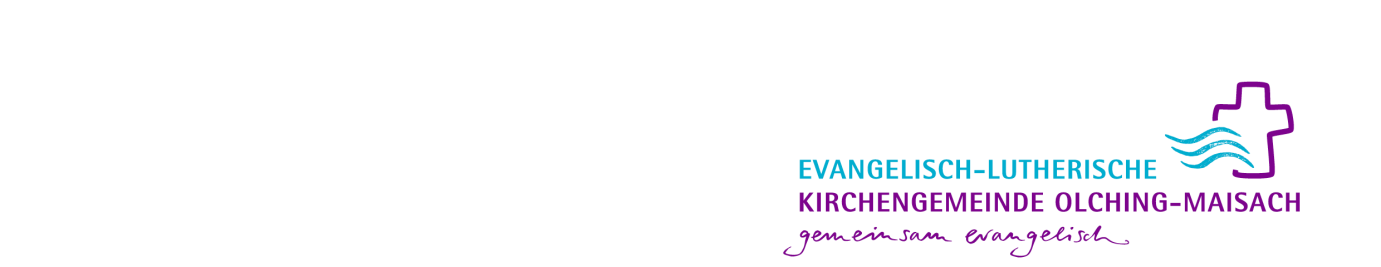 EVANGELISCH-LUTHERISCHE
KIRCHENGEMEINDE OLCHING-MAISACH
gemeinsam evangelisch